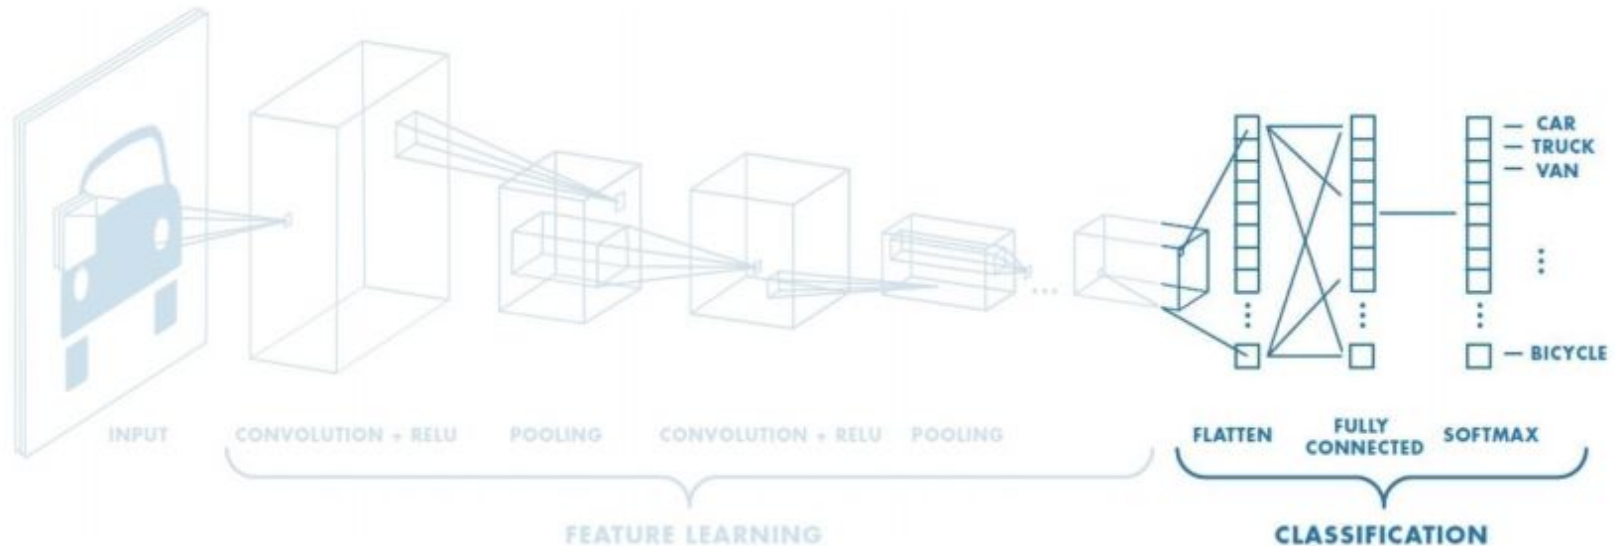 CAR
TRUCK
VAN
BICYCLE
INPUT
CONVOLUTION + RELU
POOLING
CONVOLUTION + RELU
POOLING
FLATTEN
FULLY
CONNECTED
SOFTMAX
FEATURE LEARNING
CLASSIFICATION